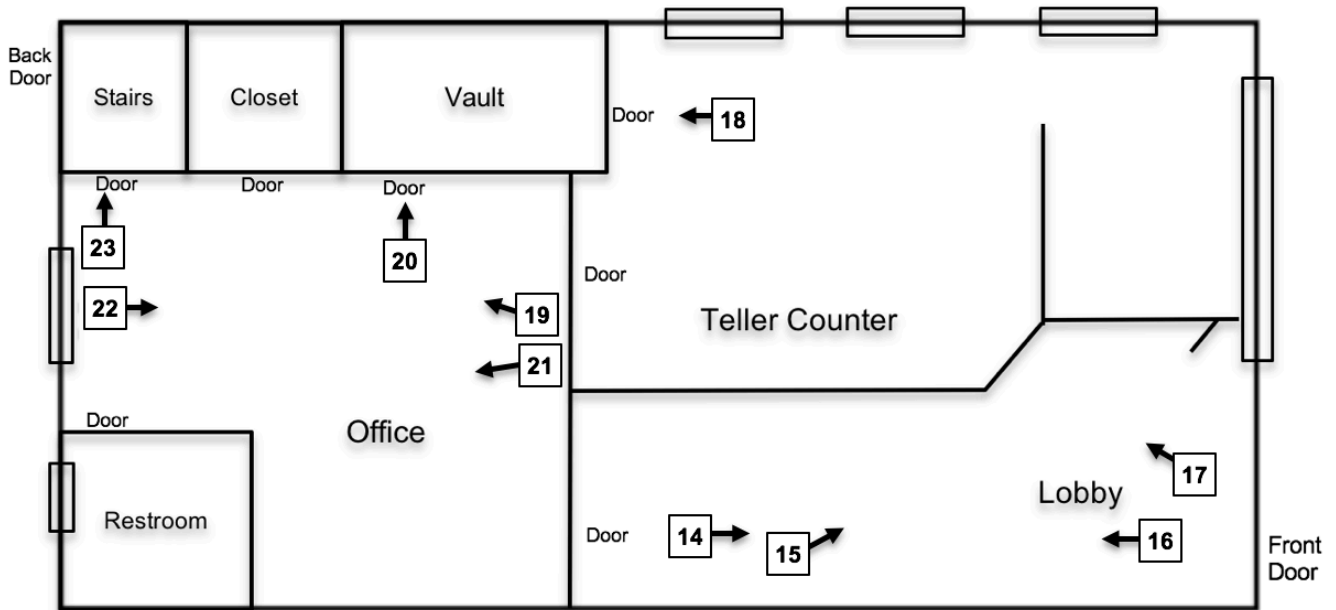 Back
Door
Stairs
Closet
Vault
Door
18
Door
Door
Door
23
20
22
19
21
Door
Teller Counter
Door
Office
Restroom
Lobby
17
Door
14
15
16
Front
Door